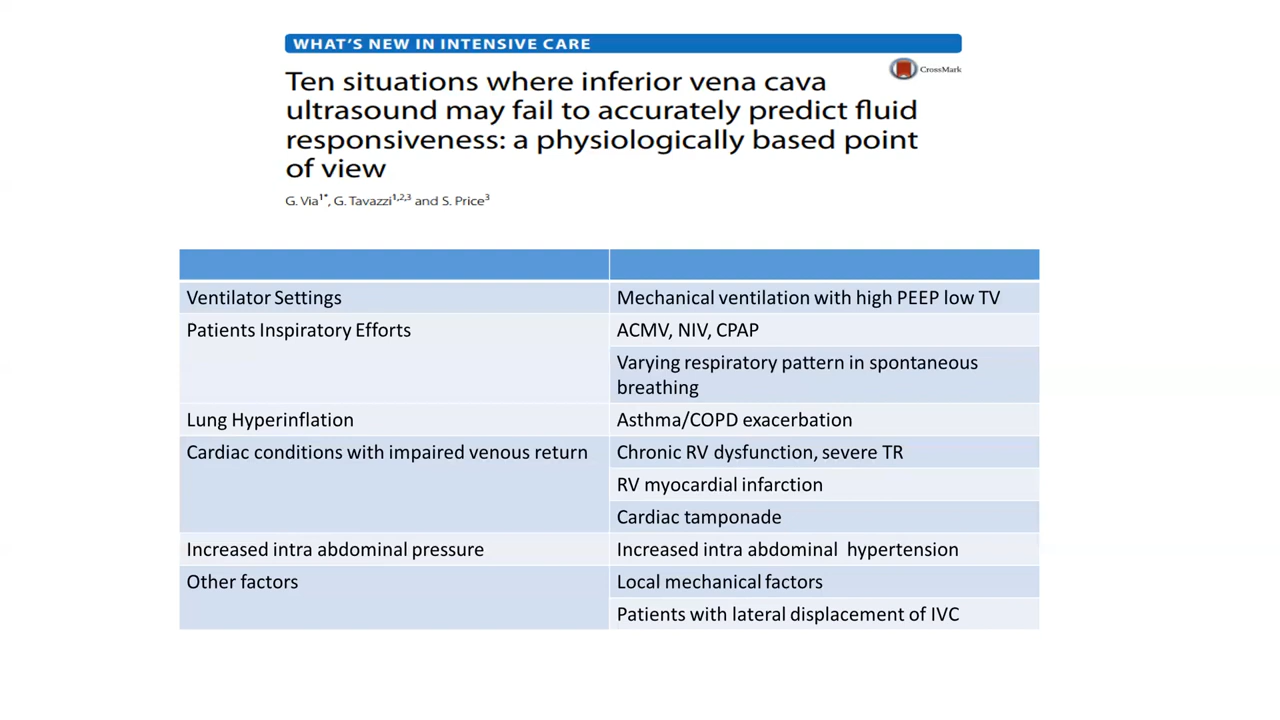 WHAT'S NEW IN INTENSIVE CARE
CrossMark
Ten situations where inferior vena cava
ultrasound may fail to accurately predict fluid
responsiveness: a physiologically based point
of view
G. Via1*, G. Tavazzi1,2,3 and S. Price3
Ventilator Settings
Mechanical ventilation with high PEEP low TV
Patients Inspiratory Efforts
ACMV, NIV, CPAP
Varying respiratory pattern in spontaneous
breathing
Lung Hyperinflation
Asthma/COPD exacerbation
Cardiac conditions with impaired venous return
Chronic RV dysfunction, severe TR
RV myocardial infarction
Cardiac tamponade
Increased intra abdominal pressure
Increased intra abdominal  hypertension
Other factors
Local mechanical factors
Patients with lateral displacement of IVC